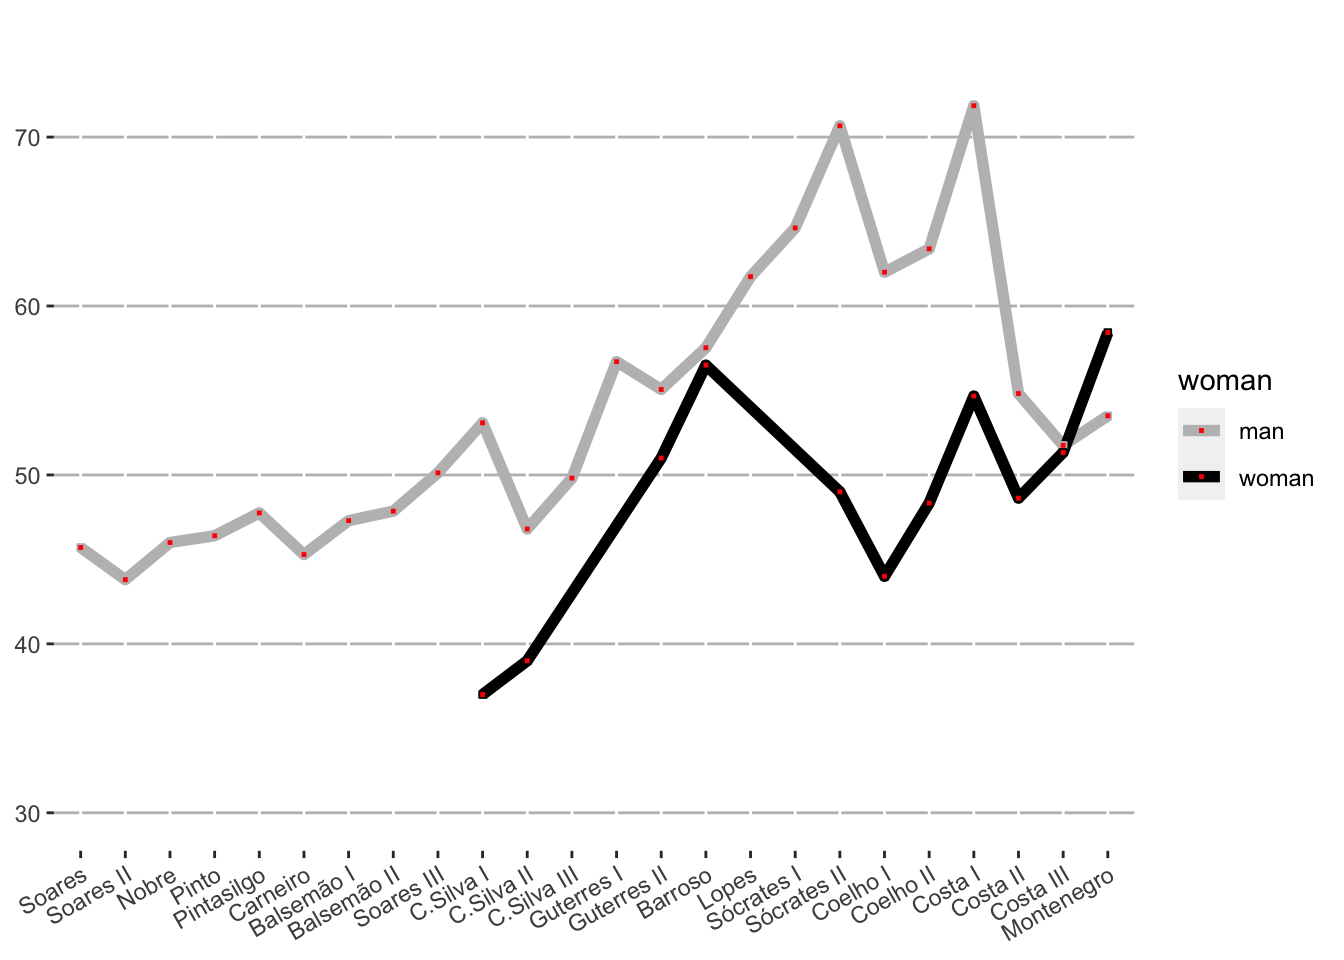 70
60
50
40
30
Soares
Soares II
Nobre
Pinto
Pintasilgo
Carneiro
Balsemão I
Balsemão II
Soares III
C.Silva I
C.Silva II
C.Silva III
Guterres I
Guterres II
Barroso
Lopes
Sócrates I
Sócrates II
Coelho I
Coelho II
Costa I
Costa II
Costa III
Montenegro
woman
man
woman